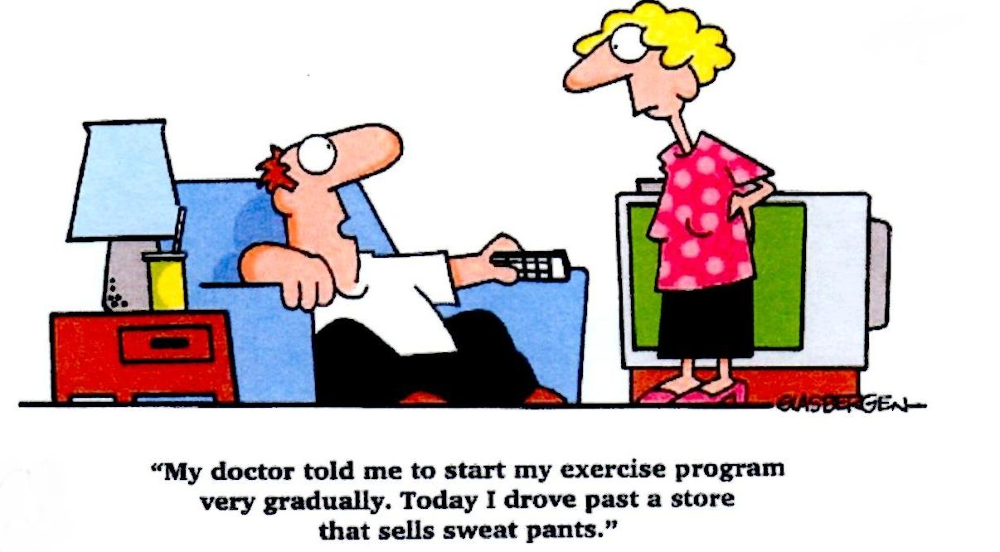 GLASBERGEN
“My doctor told me to start my exercise program
very gradually. Today I drove past a store
that sells sweat pants.”